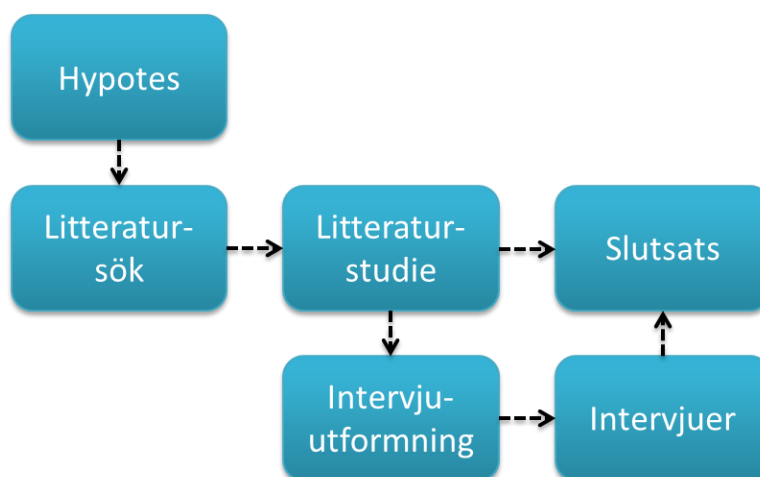 Hypotes
Litteratur-
sök
Litteratur-
studie
Slutsats
Intervju-
utformning
Intervjuer